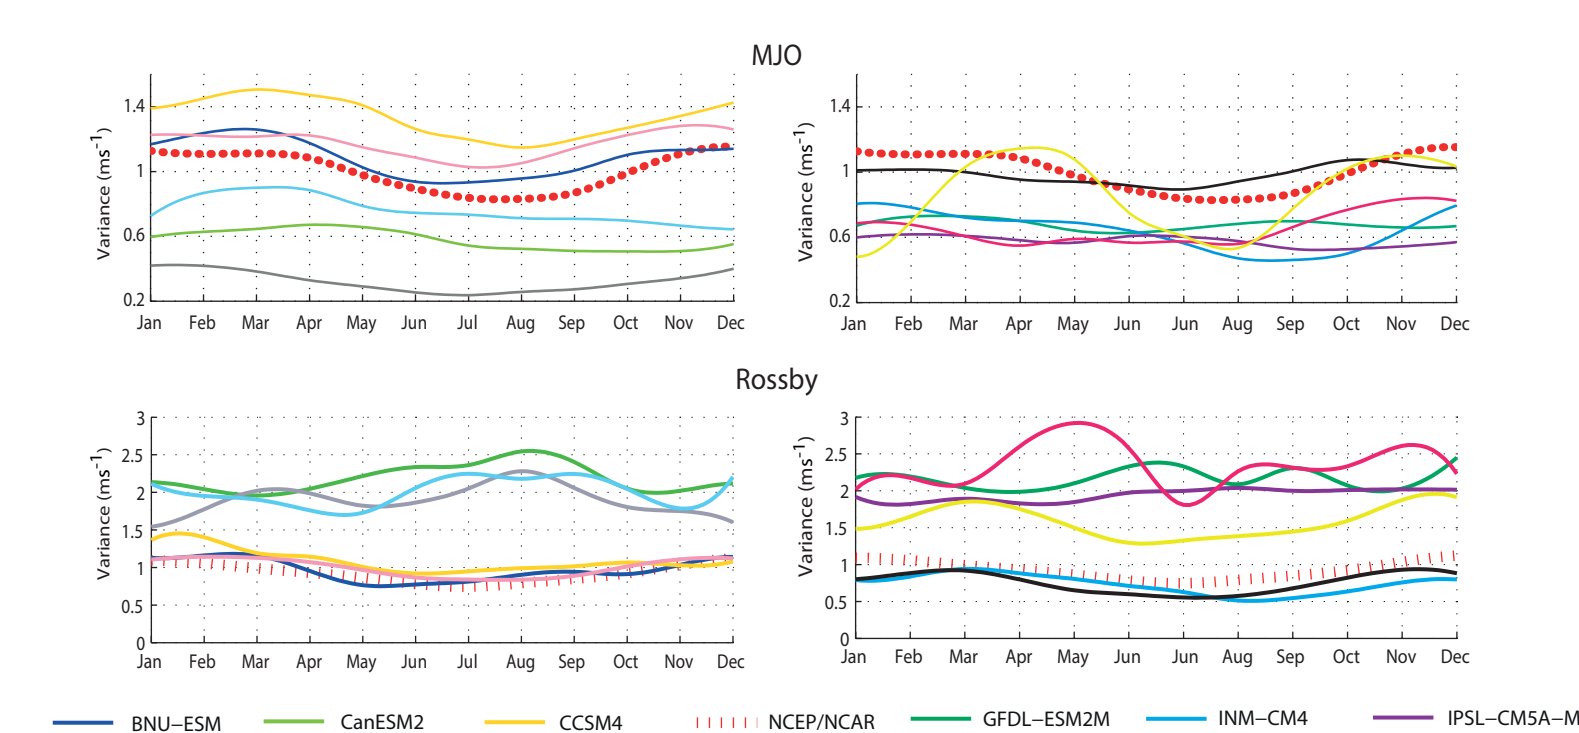 MJO
Variance (ms-1)
1.4
1
0.6
0.2
Jan Feb Mar Apr May Jun Jul Aug Sep Oct Nov Dec
Variance (ms-1)
1.4
1
0.6
0.2
Jan Feb Mar Apr May Jun Jun Aug Sep Oct Nov Dec
Rossby
Variance (ms-1)
3
2.5
2
1.5
1
0.5
0
Jan Feb Mar Apr May Jun Jul Aug Sep Oct Nov Dec
Variance (ms-1)
3
2.5
2
1.5
1
0.5
0
Jan Feb Mar Apr May Jun Jun Aug Sep Oct Nov Dec
BNU–ESM CanESM2 CCSM4 NCEP/NCAR GFDL–ESM2M INM–CM4 IPSL–CM5A–M